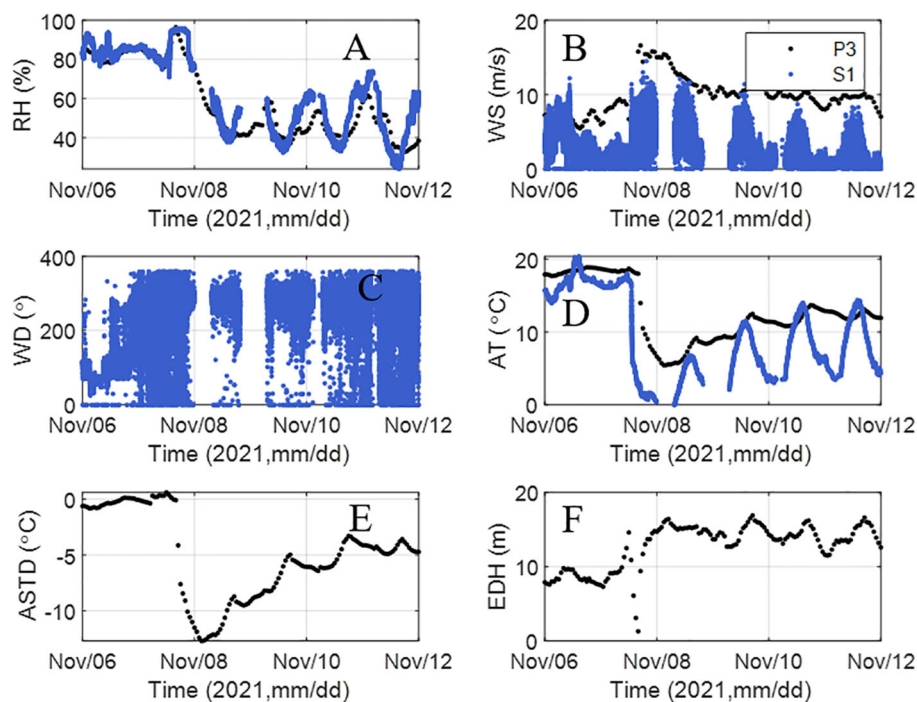 A
RH (%)
100
80
60
40
Nov/06 Nov/08 Nov/10 Nov/12
Time (2021,mm/dd)
B
WS (m/s)
20
10
0
P3
S1
Nov/06 Nov/08 Nov/10 Nov/12
Time (2021,mm/dd)
C
WD (°)
400
200
0
Nov/06 Nov/08 Nov/10 Nov/12
Time (2021,mm/dd)
D
AT (°C)
20
10
0
Nov/06 Nov/08 Nov/10 Nov/12
Time (2021,mm/dd)
E
ASTD (°C)
0
-5
-10
Nov/06 Nov/08 Nov/10 Nov/12
Time (2021,mm/dd)
F
EDH (m)
20
10
0
Nov/06 Nov/08 Nov/10 Nov/12
Time (2021,mm/dd)